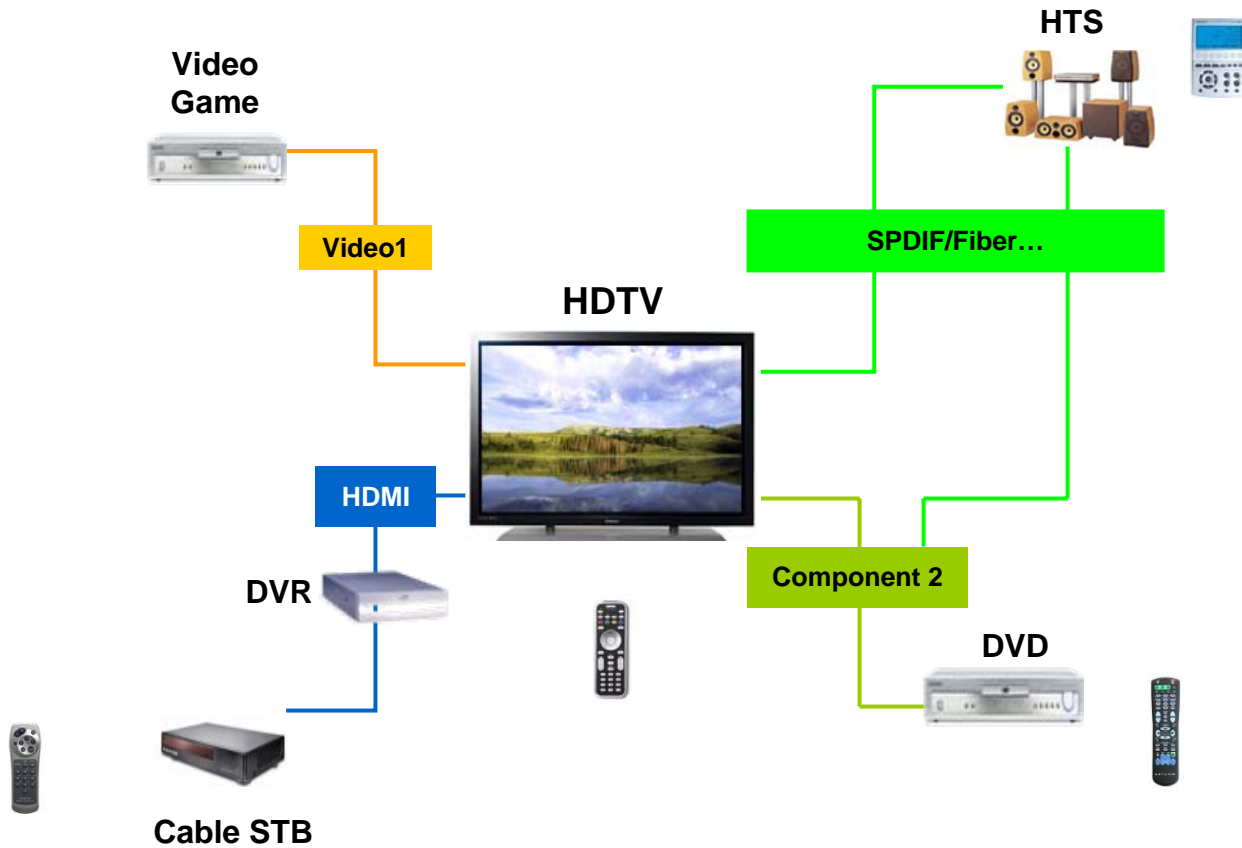 HTS
Video
Game
Video1
SPDIF/Fiber…
HDTV
HDMI
Component 2
DVR
DVD
Cable STB